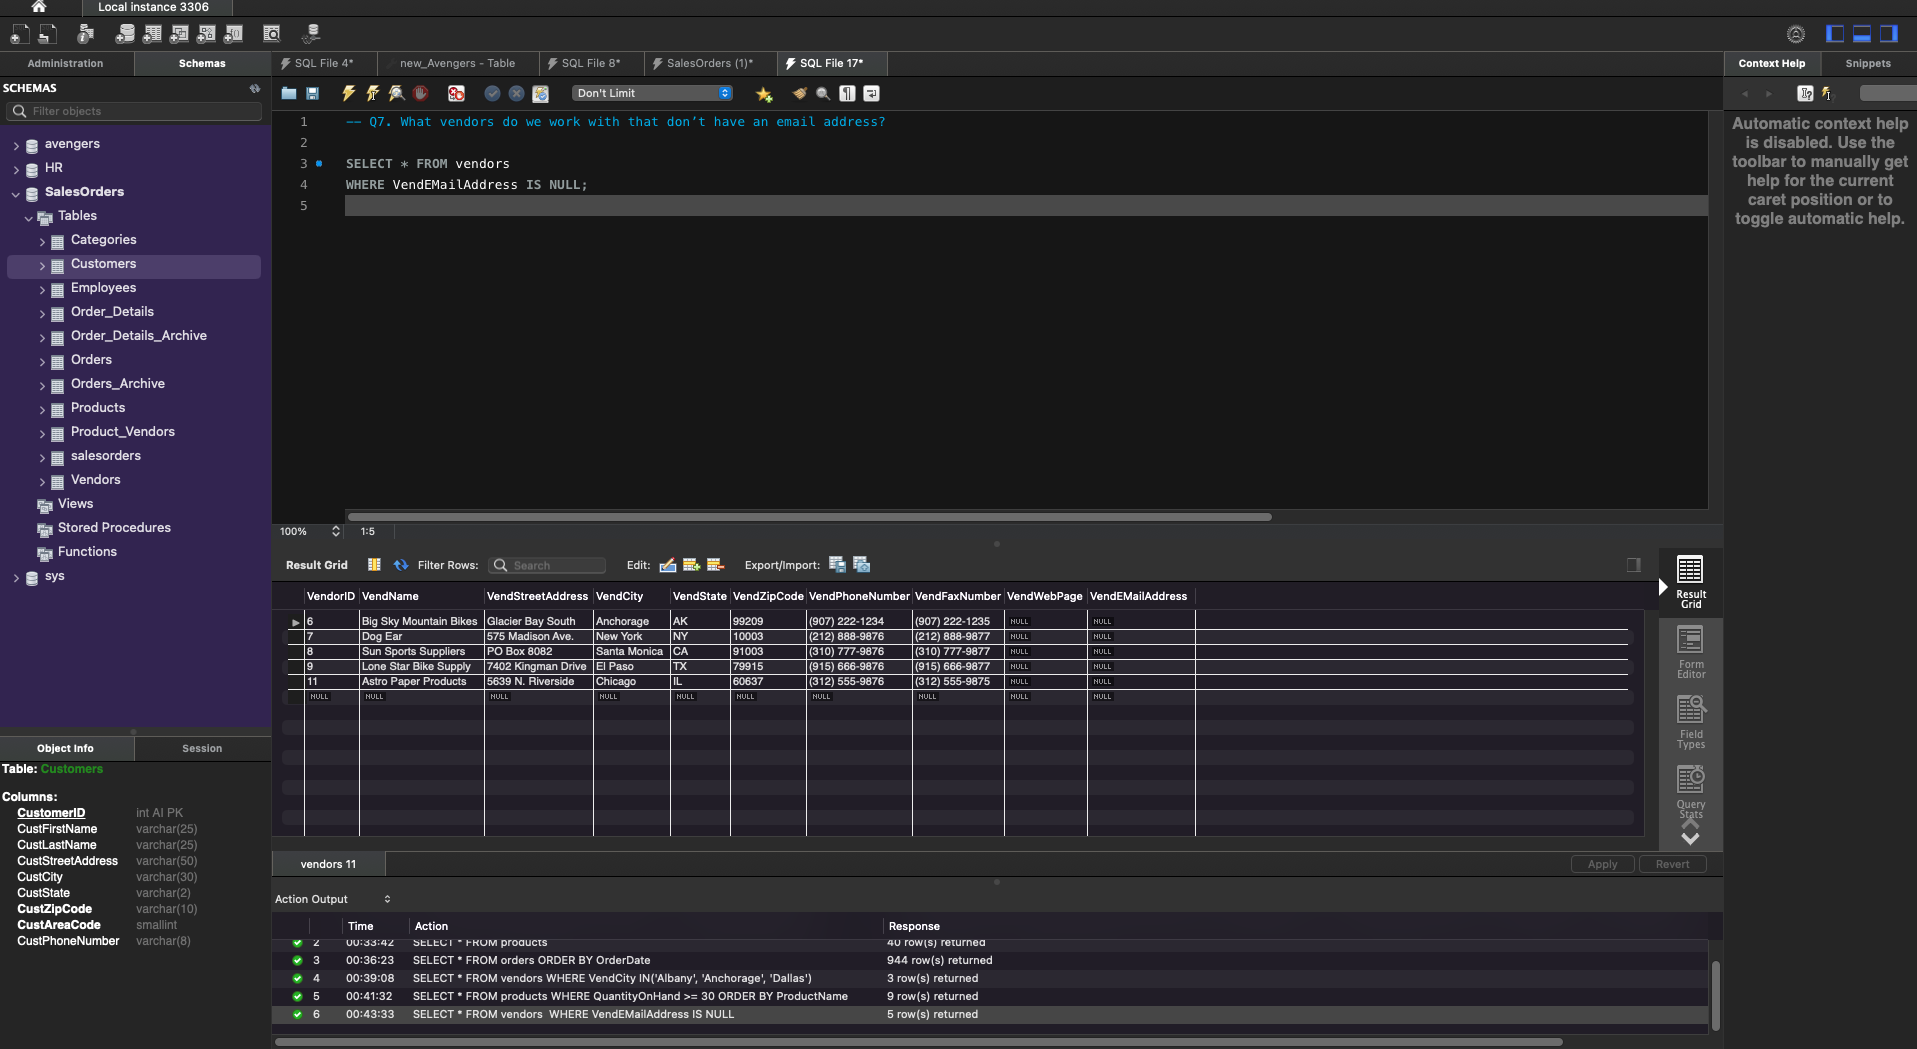 Local instance 3306
Administration
Schemas
SQL File 4*
new_Avengers - Table
SQL File 8*
SalesOrders (1)*
SQL File 17*
Context Help
Snippets
SCHEMAS
Filter objects
Don't Limit
avengers
HR
SalesOrders
Tables
Categories
Customers
Employees
Order_Details
Order_Details_Archive
Orders
Orders_Archive
Products
Product_Vendors
salesorders
Vendors
Views
Stored Procedures
Functions
sys
1 -- Q7. What vendors do we work with that don’t have an email address?
2
3 SELECT * FROM vendors
4 WHERE VendEMailAddress IS NULL;
5
Automatic context help
is disabled. Use the
toolbar to manually get
help for the current
caret position or to
toggle automatic help.
100% 1:5
Result Grid Filter Rows: Search Edit: Export/Import:
VendorID VendName VendStreetAddress VendCity VendState VendZipCode VendPhoneNumber VendFaxNumber VendWebPage VendEMailAddress
6 Big Sky Mountain Bikes Glacier Bay South Anchorage AK 99209 (907) 222-1234 (907) 222-1235 NULL NULL
7 Dog Ear 575 Madison Ave. New York NY 10003 (212) 888-9876 (212) 888-9877 NULL NULL
8 Sun Sports Suppliers PO Box 8082 Santa Monica CA 91003 (310) 777-9876 (310) 777-9877 NULL NULL
9 Lone Star Bike Supply 7402 Kingman Drive El Paso TX 79915 (915) 666-9876 (915) 666-9877 NULL NULL
11 Astro Paper Products 5639 N. Riverside Chicago IL 60637 (312) 555-9876 (312) 555-9875 NULL NULL
NULL NULL NULL NULL NULL NULL NULL NULL NULL NULL
Result
Grid
Form
Editor
Field
Types
Query
Stats
Object Info
Session
Table: Customers
Columns:
CustomerID int AI PK
CustFirstName varchar(25)
CustLastName varchar(25)
CustStreetAddress varchar(50)
CustCity varchar(30)
CustState varchar(2)
CustZipCode varchar(10)
CustAreaCode smallint
CustPhoneNumber varchar(8)
vendors 11
Apply
Revert
Action Output
Time Action Response
2 00:33:42 SELECT * FROM products 40 row(s) returned
3 00:36:23 SELECT * FROM orders ORDER BY OrderDate 944 row(s) returned
4 00:39:08 SELECT * FROM vendors WHERE VendCity IN('Albany', 'Anchorage', 'Dallas') 3 row(s) returned
5 00:41:32 SELECT * FROM products WHERE QuantityOnHand >= 30 ORDER BY ProductName 9 row(s) returned
6 00:43:33 SELECT * FROM vendors  WHERE VendEMailAddress IS NULL 5 row(s) returned